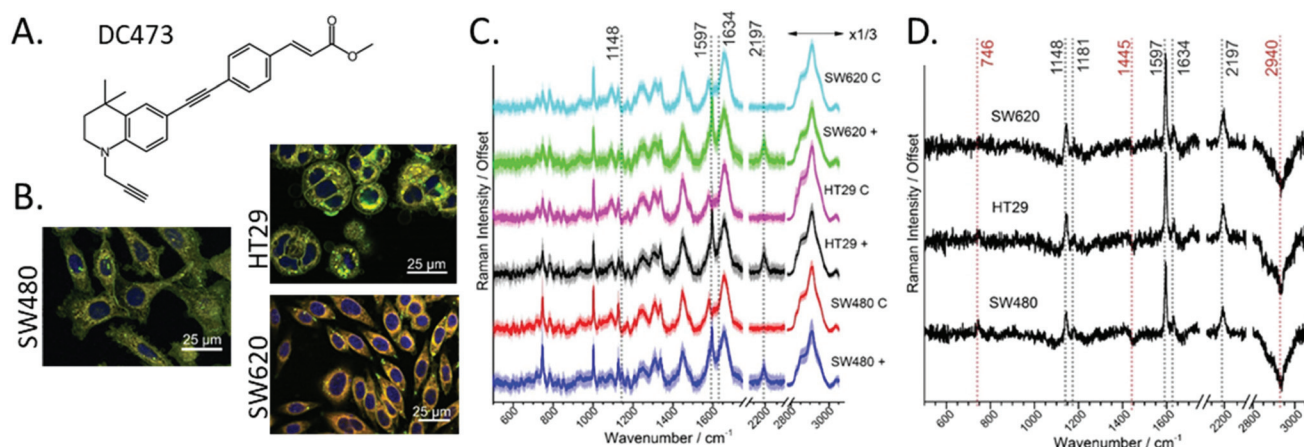 A. DC473
O
O
N
B.
SW480
25 μm
HT29
25 μm
SW620
25 μm
C.
1148
1597
1634
2197
x1/3
SW620 C
SW620 +
HT29 C
HT29 +
SW480 C
SW480 +
Raman Intensity / Offset
600 800 1000 1200 1400 1600 2200 2800 3000
Wavenumber / cm⁻¹
D.
746
1148
1181
1445
1597
1634
2197
2940
SW620
HT29
SW480
Raman Intensity / Offset
600 800 1000 1200 1400 1600 2200 2800 3000
Wavenumber / cm⁻¹